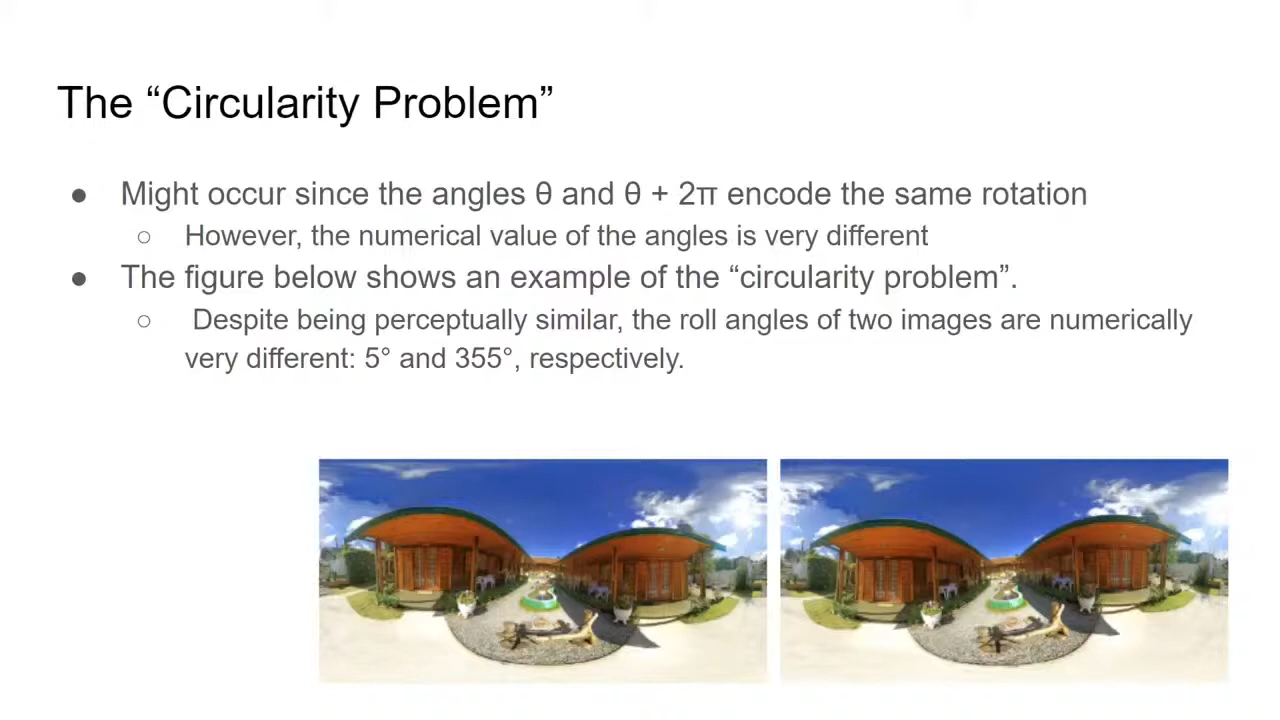 The “Circularity Problem”
● Might occur since the angles θ and θ + 2π encode the same rotation
○ However, the numerical value of the angles is very different
● The figure below shows an example of the “circularity problem”.
○ Despite being perceptually similar, the roll angles of two images are numerically
very different: 5° and 355°, respectively.